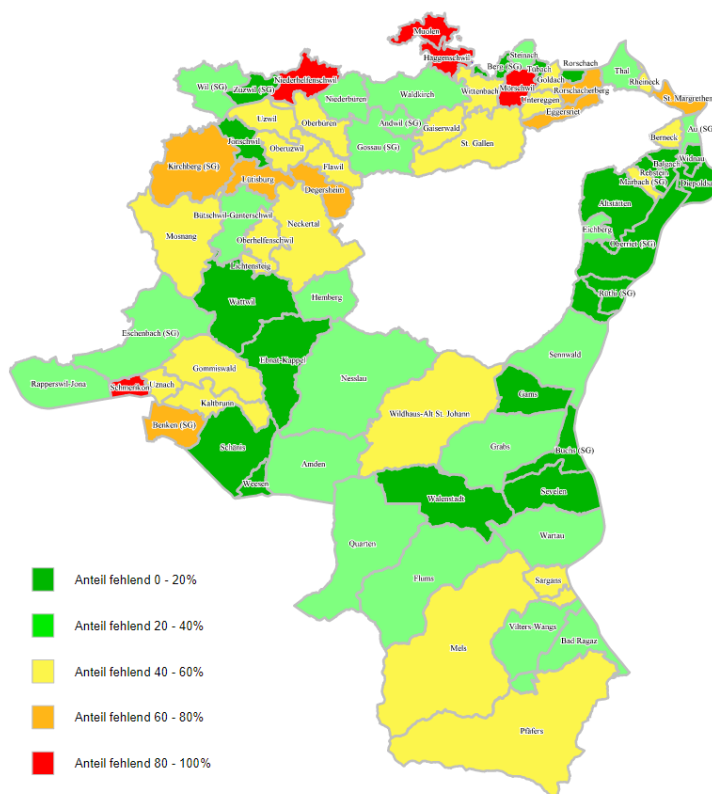 Muolen
Häggenschwil
Steinach
Berg (SG)
Tübach
Rorschach
Goldach
Thal
Rheineck
St. Margrethen
Wil (SG)
Zuzwil (SG)
Niederhelfenschwil
Niederbüren
Waldkirch
Wittenbach
Mörschwil
Rorschacherberg
Untereggen
Eggersriet
Au (SG)
Berneck
Widnau
Balgach
Rebstein
Marbach (SG)
Diepoldsau
Uzwil
Oberbüren
Andwil (SG)
Gaiserwald
St. Gallen
Gossau (SG)
Jonschwil
Oberuzwil
Flawil
Kirchberg (SG)
Lütisburg
Degersheim
Altstätten
Eichberg
Oberriet (SG)
Rüthi (SG)
Bütschwil-Ganterschwil
Neckertal
Mosnang
Oberhelfenschwil
Lichtensteig
Wattwil
Hemberg
Eschenbach (SG)
Sennwald
Ebnat-Kappel
Nesslau
Gommiswald
Rapperswil-Jona
Schmerikon
Uznach
Kaltbrunn
Gams
Wildhaus-Alt St. Johann
Benken (SG)
Grabs
Buchs (SG)
Schänis
Amden
Weesen
Walenstadt
Sevelen
Quarten
Wartau
Flums
Sargans
Vilters-Wangs
Bad Ragaz
Mels
Pfäfers
Anteil fehlend 0 - 20%
Anteil fehlend 20 - 40%
Anteil fehlend 40 - 60%
Anteil fehlend 60 - 80%
Anteil fehlend 80 - 100%